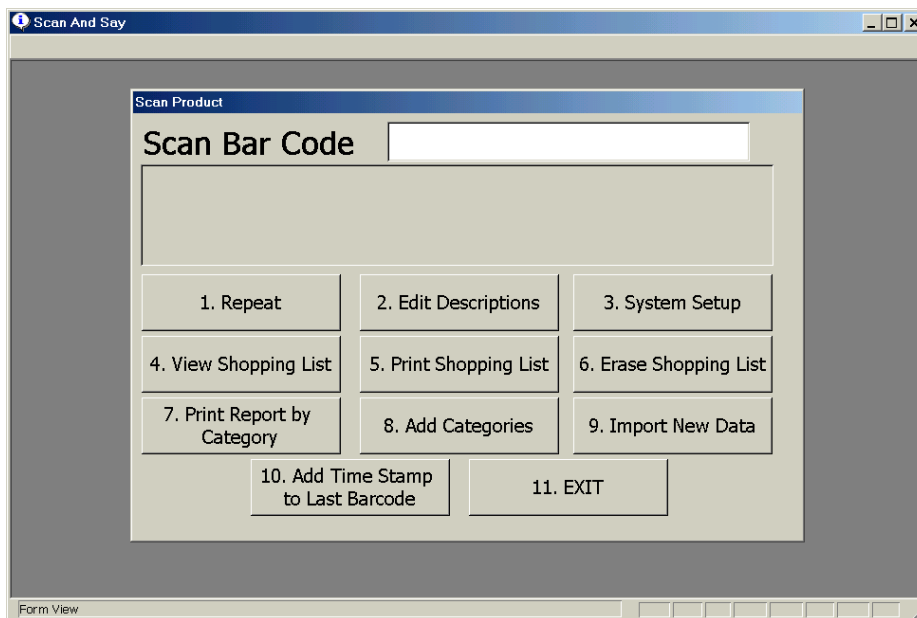 Scan And Say
Scan Product
Scan Bar Code
1. Repeat
2. Edit Descriptions
3. System Setup
4. View Shopping List
5. Print Shopping List
6. Erase Shopping List
7. Print Report by
Category
8. Add Categories
9. Import New Data
10. Add Time Stamp
to Last Barcode
11. EXIT
Form View